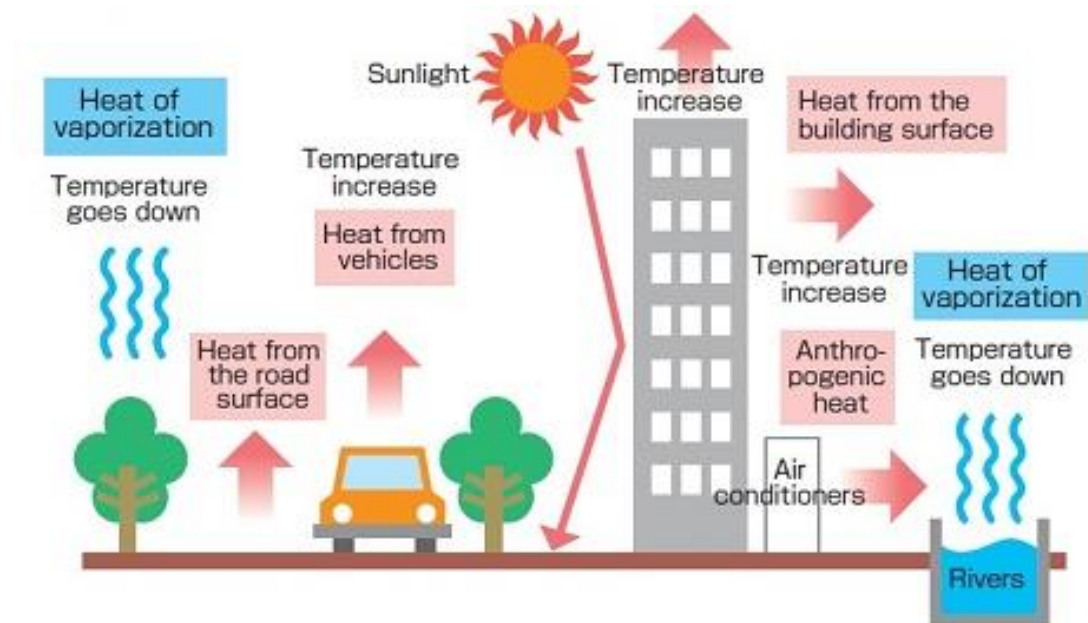 Sunlight
Temperature
increase
Heat of
vaporization
Temperature
goes down
Temperature
increase
Heat from
vehicles
Heat from
the road
surface
Heat from the
building surface
Temperature
increase
Anthro-
pogenic
heat
Air
conditioners
Heat of
vaporization
Temperature
goes down
Rivers